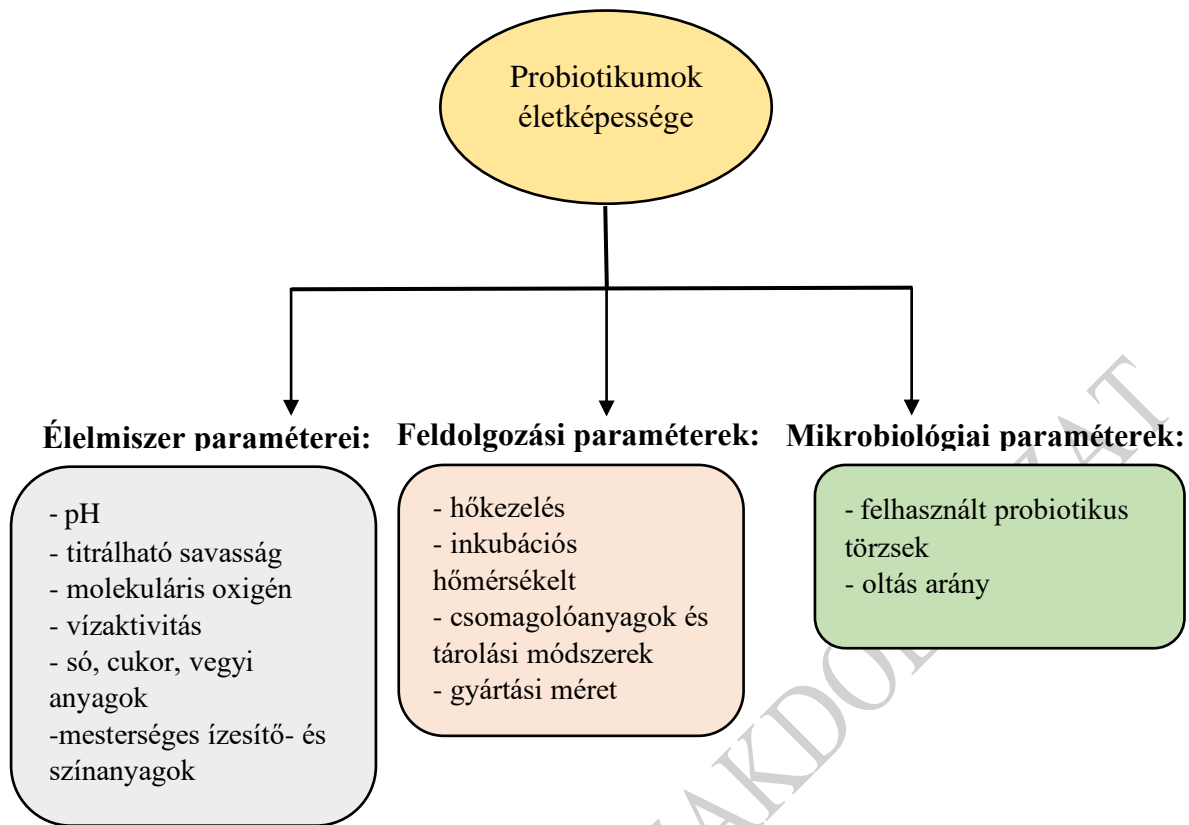 Probiotikumok
életképessége
Élelmiszer paraméterei:
- pH
- titrálható savasság
- molekuláris oxigén
- vízaktivitás
- só, cukor, vegyi
anyagok
-mesterséges ízesítő- és
színanyagok
Feldolgozási paraméterek:
- hőkezelés
- inkubációs
hőmérsékelt
- csomagolóanyagok és
tárolási módszerek
- gyártási méret
Mikrobiológiai paraméterek:
- felhasznált probiotikus
törzsek
- oltás arány